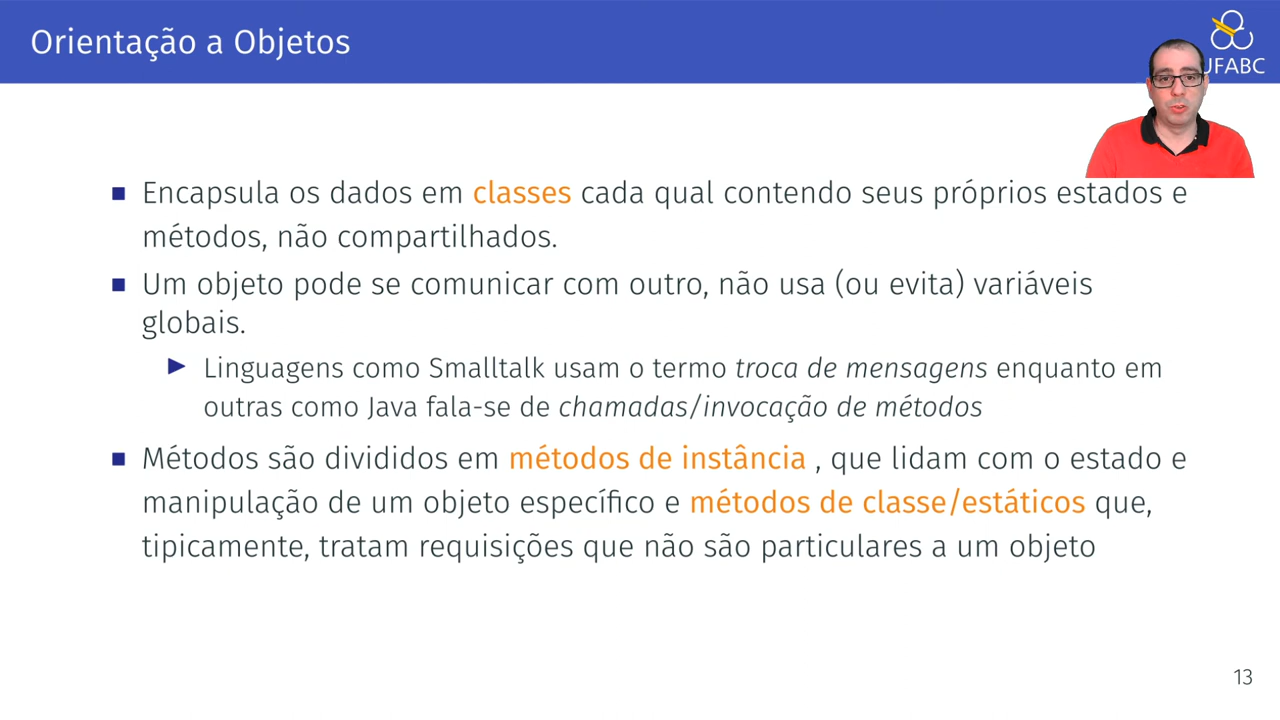 Orientação a Objetos
UFABC
Encapsula os dados em classes cada qual contendo seus próprios estados e
métodos, não compartilhados.
Um objeto pode se comunicar com outro, não usa (ou evita) variáveis
globais.
Linguagens como Smalltalk usam o termo troca de mensagens enquanto em
outras como Java fala-se de chamadas/invocação de métodos
Métodos são divididos em métodos de instância , que lidam com o estado e
manipulação de um objeto específico e métodos de classe/estáticos que,
tipicamente, tratam requisições que não são particulares a um objeto
13